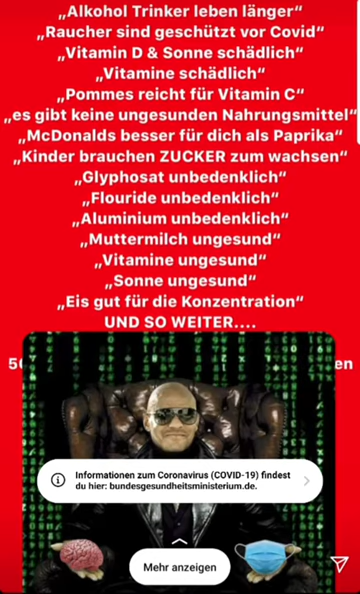 „Alkohol Trinker leben länger“
„Raucher sind geschützt vor Covid“
„Vitamin D & Sonne schädlich“
„Vitamine schädlich“
„Pommes reicht für Vitamin C“
„es gibt keine ungesunden Nahrungsmittel“
„McDonalds besser für dich als Paprika“
„Kinder brauchen ZUCKER zum wachsen“
„Glyphosat unbedenklich“
„Flouride unbedenklich“
„Aluminium unbedenklich“
„Muttermilch ungesund“
„Vitamine ungesund“
„Sonne ungesund“
„Eis gut für die Konzentration“
UND SO WEITER....
Informationen zum Coronavirus (COVID-19) findest
du hier: bundesgesundheitsministerium.de.
Mehr anzeigen